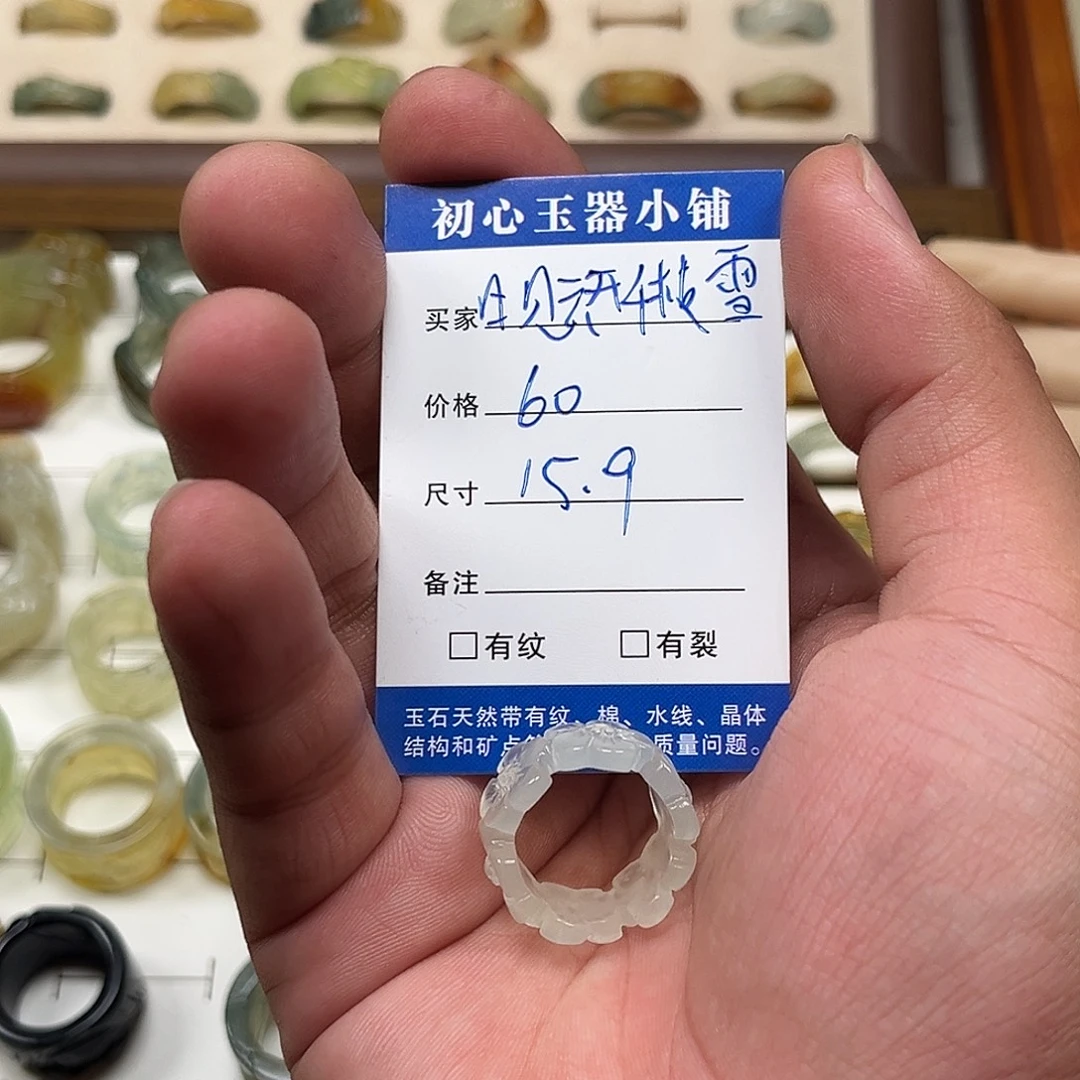 初心玉器小铺
买家 雪
价格 60
尺寸 15.9
备注
□有纹 □有裂
玉石天然带有纹、棉、水线、晶体
结构和矿点 质量问题。